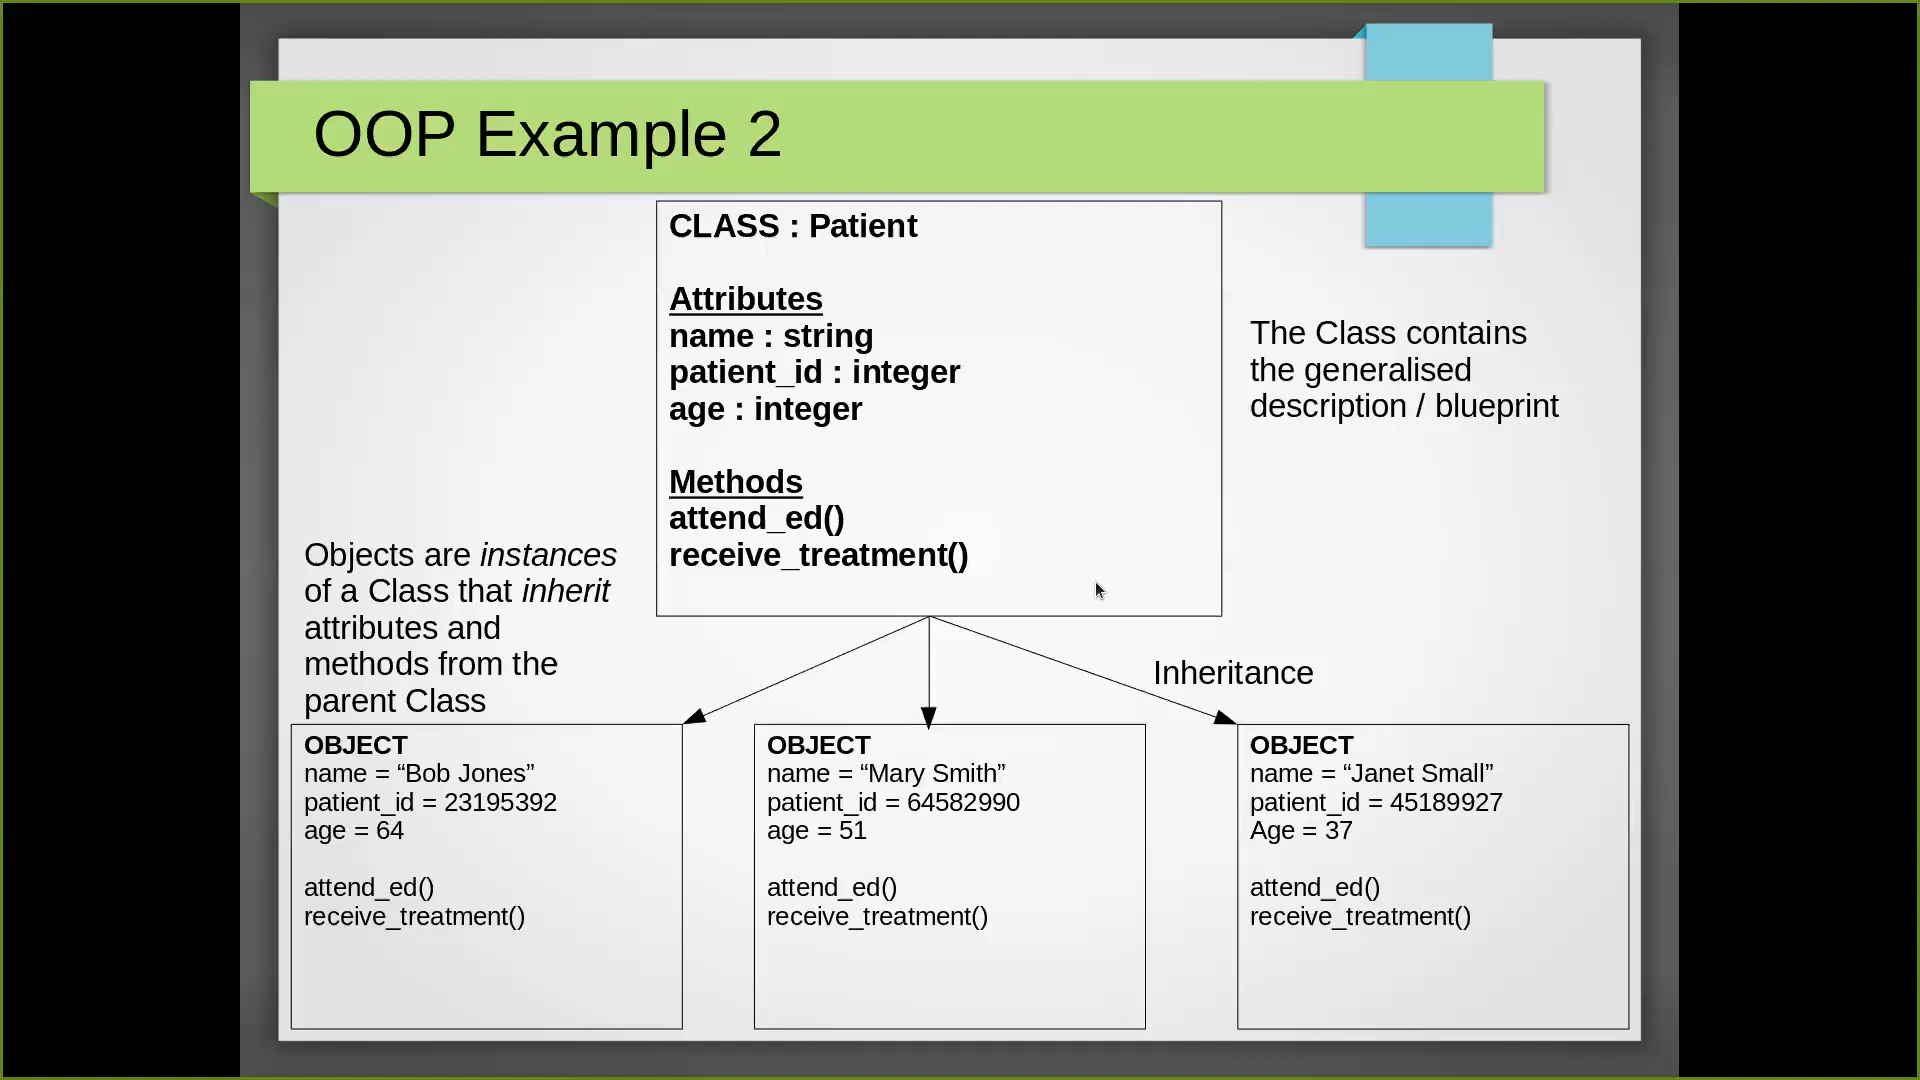 OOP Example 2
CLASS : Patient
Attributes
name : string
patient_id : integer
age : integer
Methods
attend_ed()
receive_treatment()
The Class contains
the generalised
description / blueprint
Objects are instances
of a Class that inherit
attributes and
methods from the
parent Class
Inheritance
OBJECT
name = “Bob Jones”
patient_id = 23195392
age = 64
attend_ed()
receive_treatment()
OBJECT
name = “Mary Smith”
patient_id = 64582990
age = 51
attend_ed()
receive_treatment()
OBJECT
name = “Janet Small”
patient_id = 45189927
Age = 37
attend_ed()
receive_treatment()